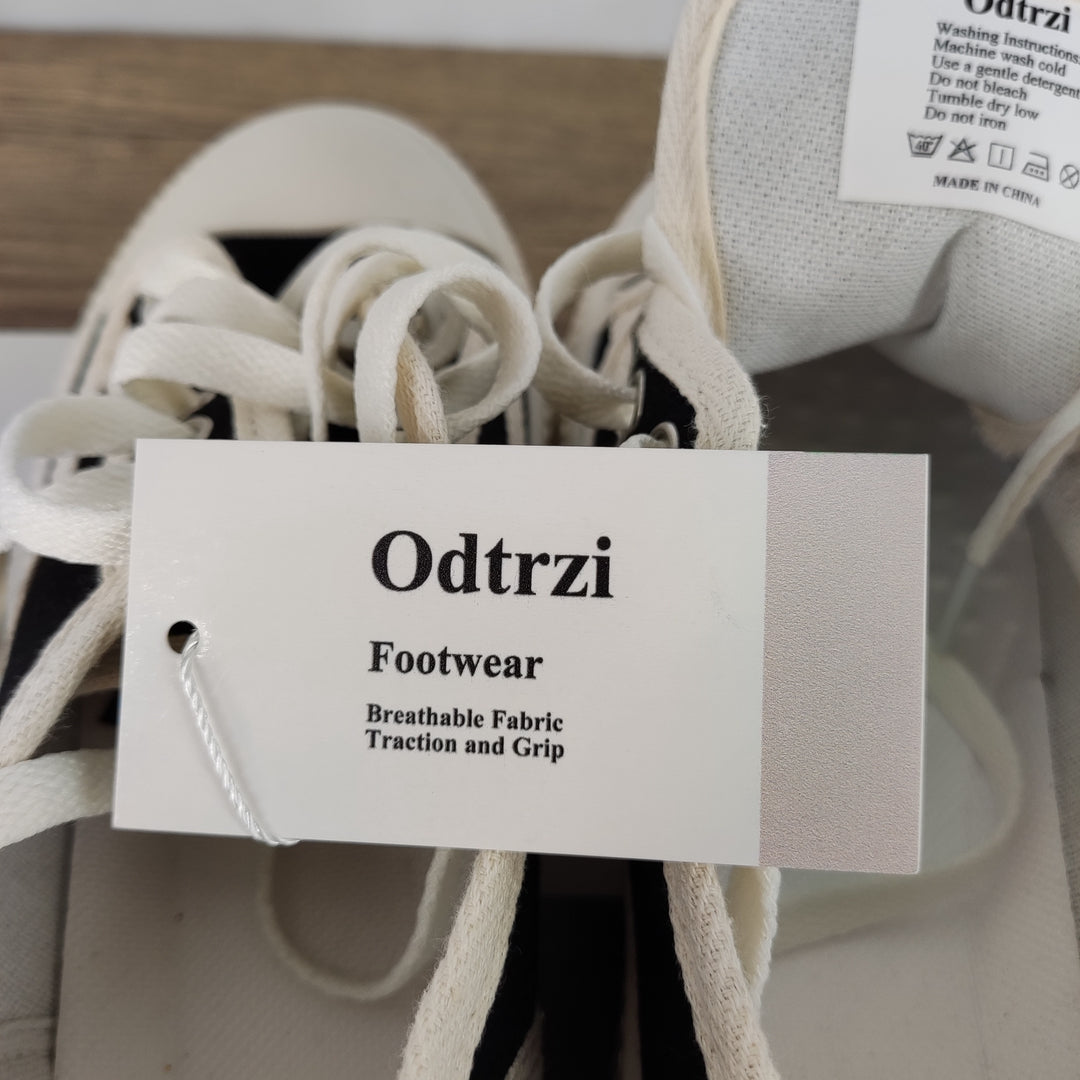 Odtrzi
Washing Instructions:
Machine wash cold
Use a gentle detergent
Do not bleach
Tumble dry low
Do not iron
40°
MADE IN CHINA
Odtrzi
Footwear
Breathable Fabric
Traction and Grip